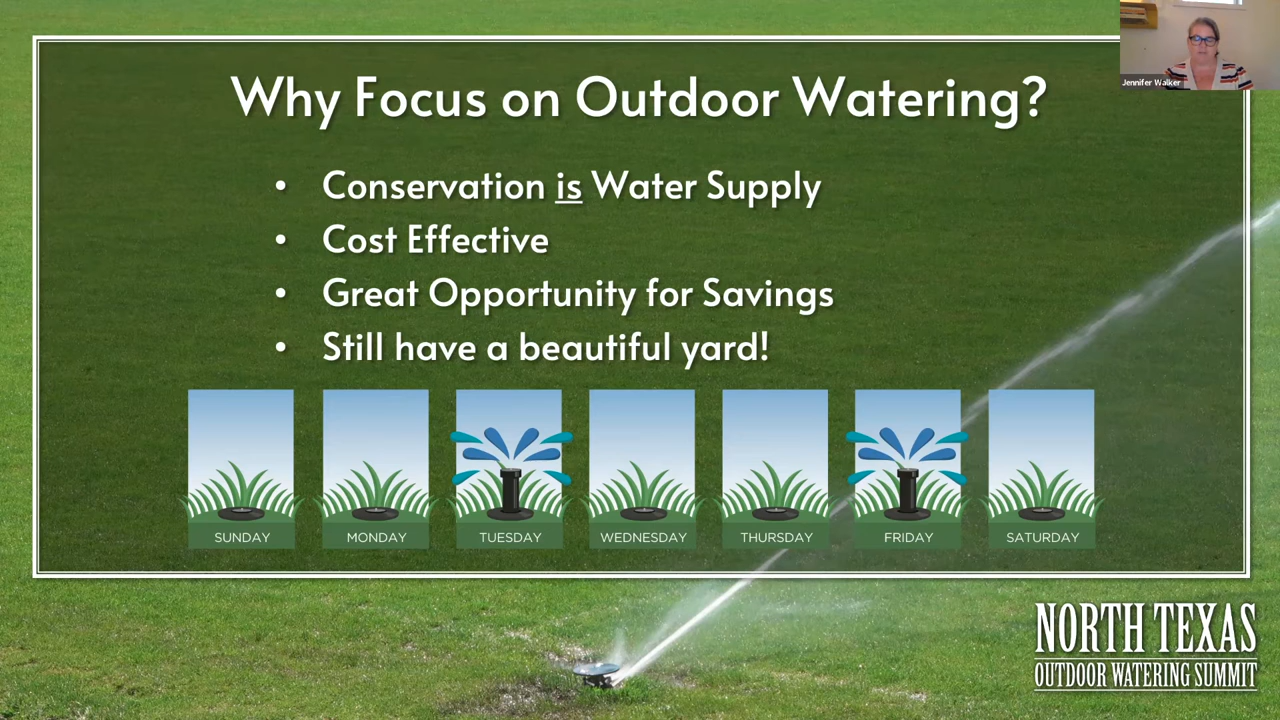 Jennifer Walker
Why Focus on Outdoor Watering?
• Conservation is Water Supply
• Cost Effective
• Great Opportunity for Savings
• Still have a beautiful yard!
SUNDAY MONDAY TUESDAY WEDNESDAY THURSDAY FRIDAY SATURDAY
NORTH TEXAS
OUTDOOR WATERING SUMMIT